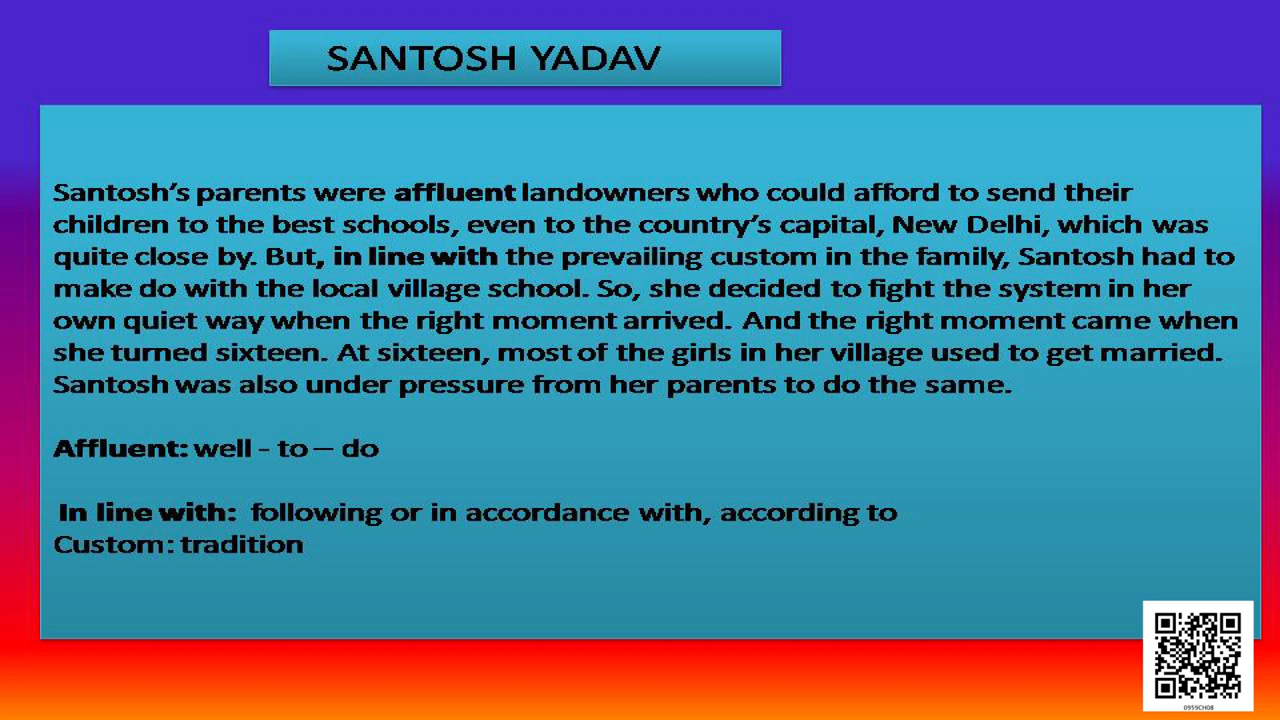 SANTOSH YADAV
Santosh's parents were affluent landowners who could afford to send their
children to the best schools, even to the country's capital, New Delhi, which was
quite close by. But, in line with the prevailing custom in the family, Santosh had to
make do with the local village school. So, she decided to fight the system in her
own quiet way when the right moment arrived. And the right moment came when
she turned sixteen. At sixteen, most of the girls in her village used to get married.
Santosh was also under pressure from her parents to do the same.
Affluent: well - to – do
In line with: following or in accordance with, according to
Custom: tradition
0959CH08